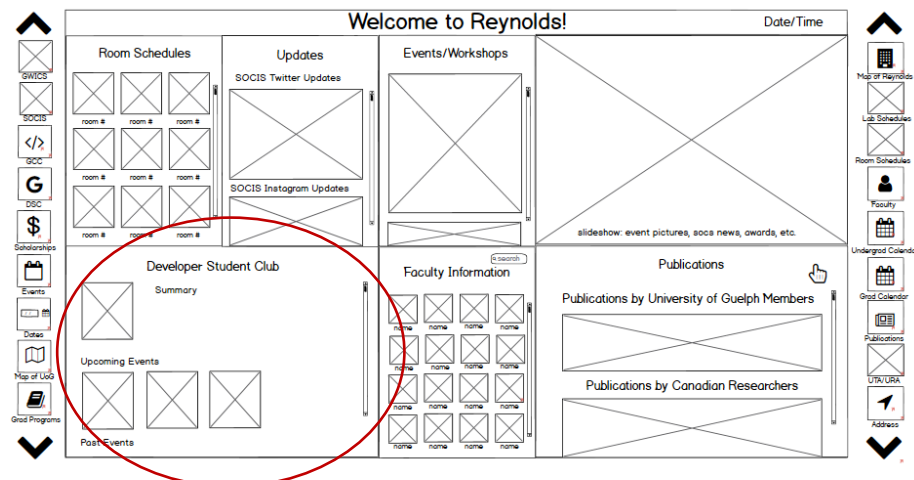 Welcome to Reynolds!
Date/Time
GWICS
SOCIS
</>
GCC
G
DSC
$
Scholarships
Events
Dates
Map of UoG
Grad Programs
Room Schedules
room # room # room #
room # room # room #
room # room # room #
Updates
SOCIS Twitter Updates
SOCIS Instagram Updates
Events/Workshops
slideshow: event pictures, socs news, awards, etc.
Developer Student Club
Summary
Upcoming Events
Past Events
search
Faculty Information
name name name name
name name name name
name name name name
name name name name
Publications
Publications by University of Guelph Members
Publications by Canadian Researchers
Map of Reynolds
Lab Schedules
Room Schedules
Faculty
Undergrad Calendar
Grad Calendar
Publications
UTA/URA
Address